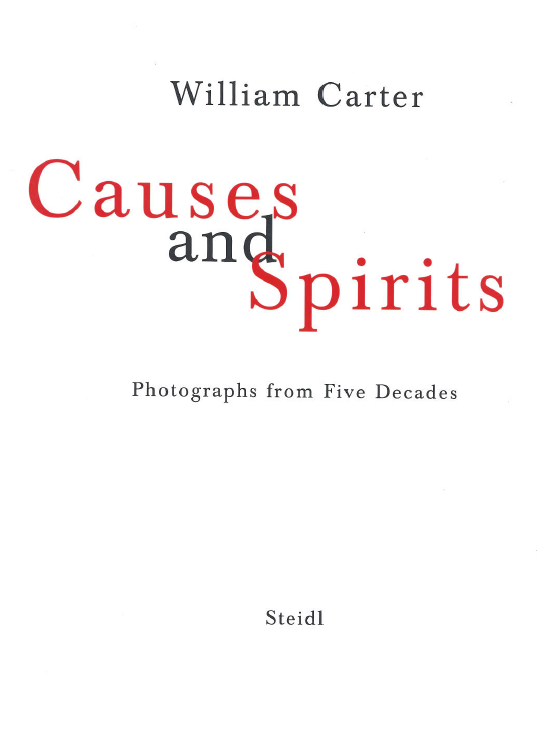 William Carter
Causes
and
Spirits
Photographs from Five Decades
Steidl